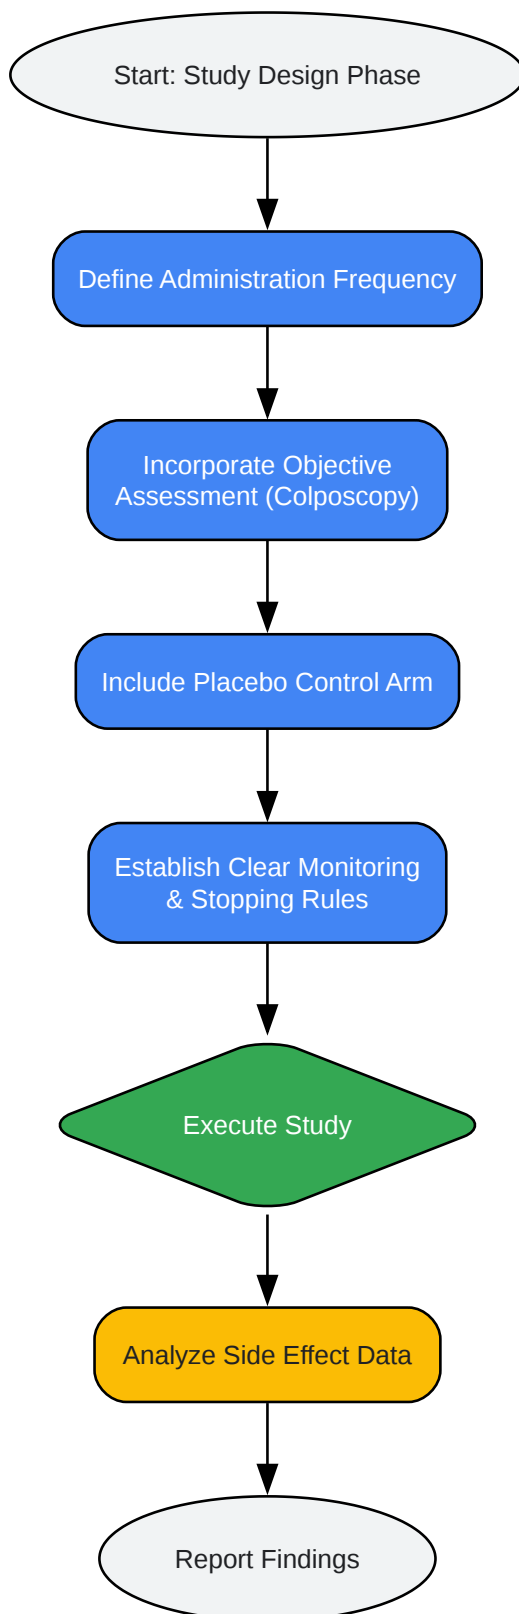 Start: Study Design Phase
Define Administration Frequency
Incorporate Objective
Assessment (Colposcopy)
Include Placebo Control Arm
Establish Clear Monitoring
& Stopping Rules
Execute Study
Analyze Side Effect Data
Report Findings